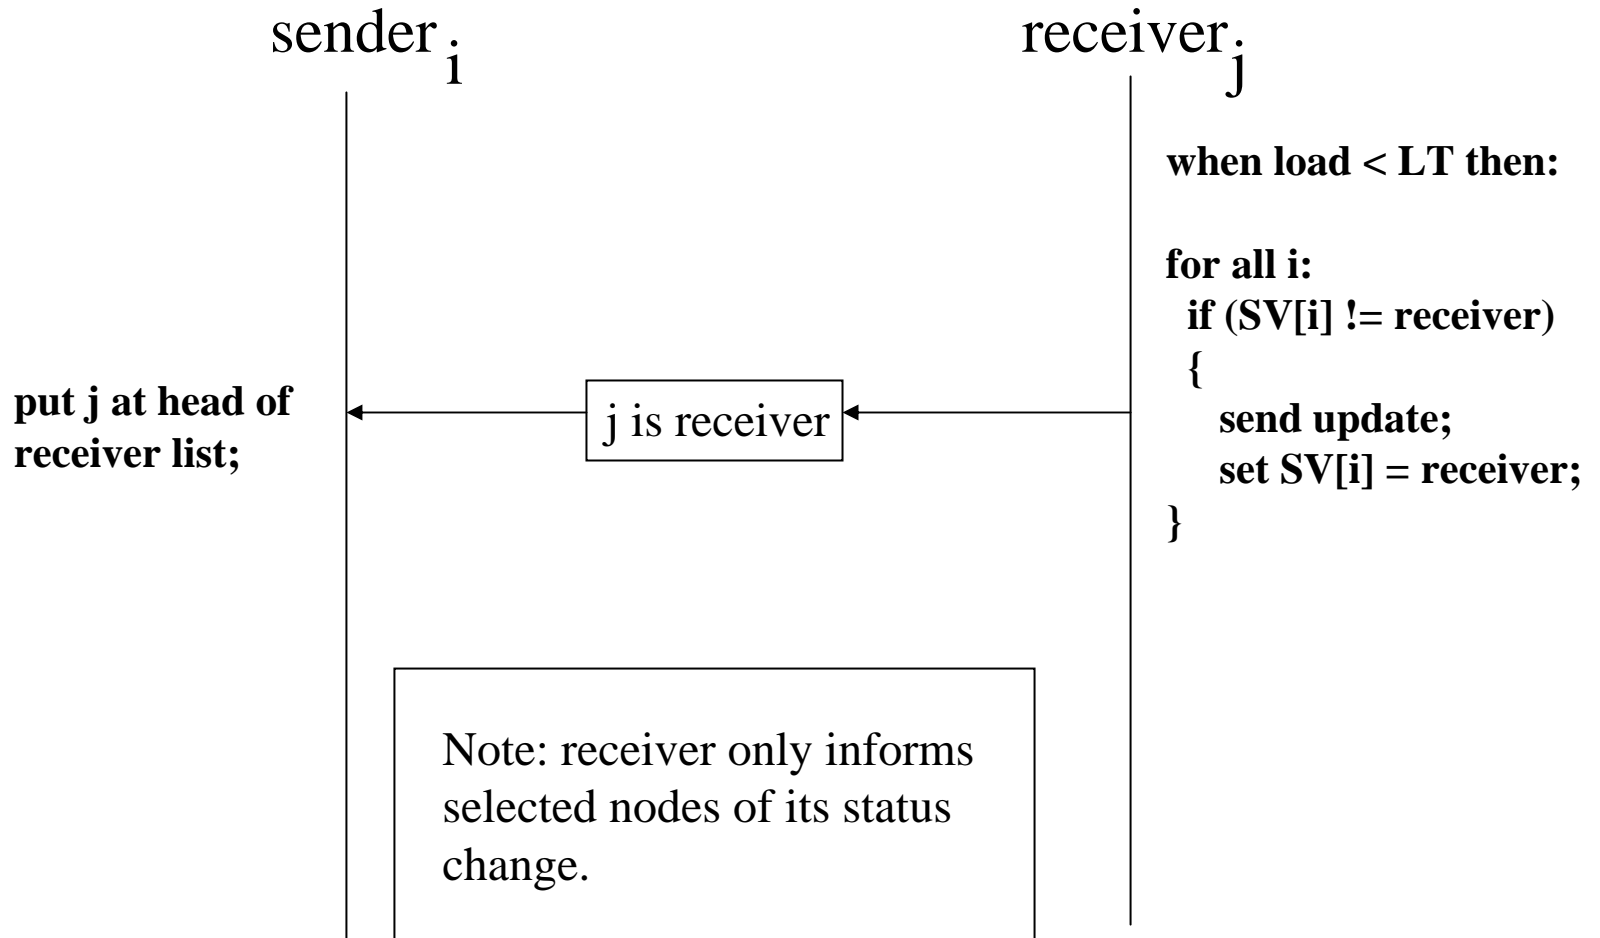 sender i
receiver j
when load < LT then:
for all i:
if (SV[i] != receiver)
{
send update;
set SV[i] = receiver;
}
put j at head of
receiver list;
j is receiver
Note: receiver only informs
selected nodes of its status
change.